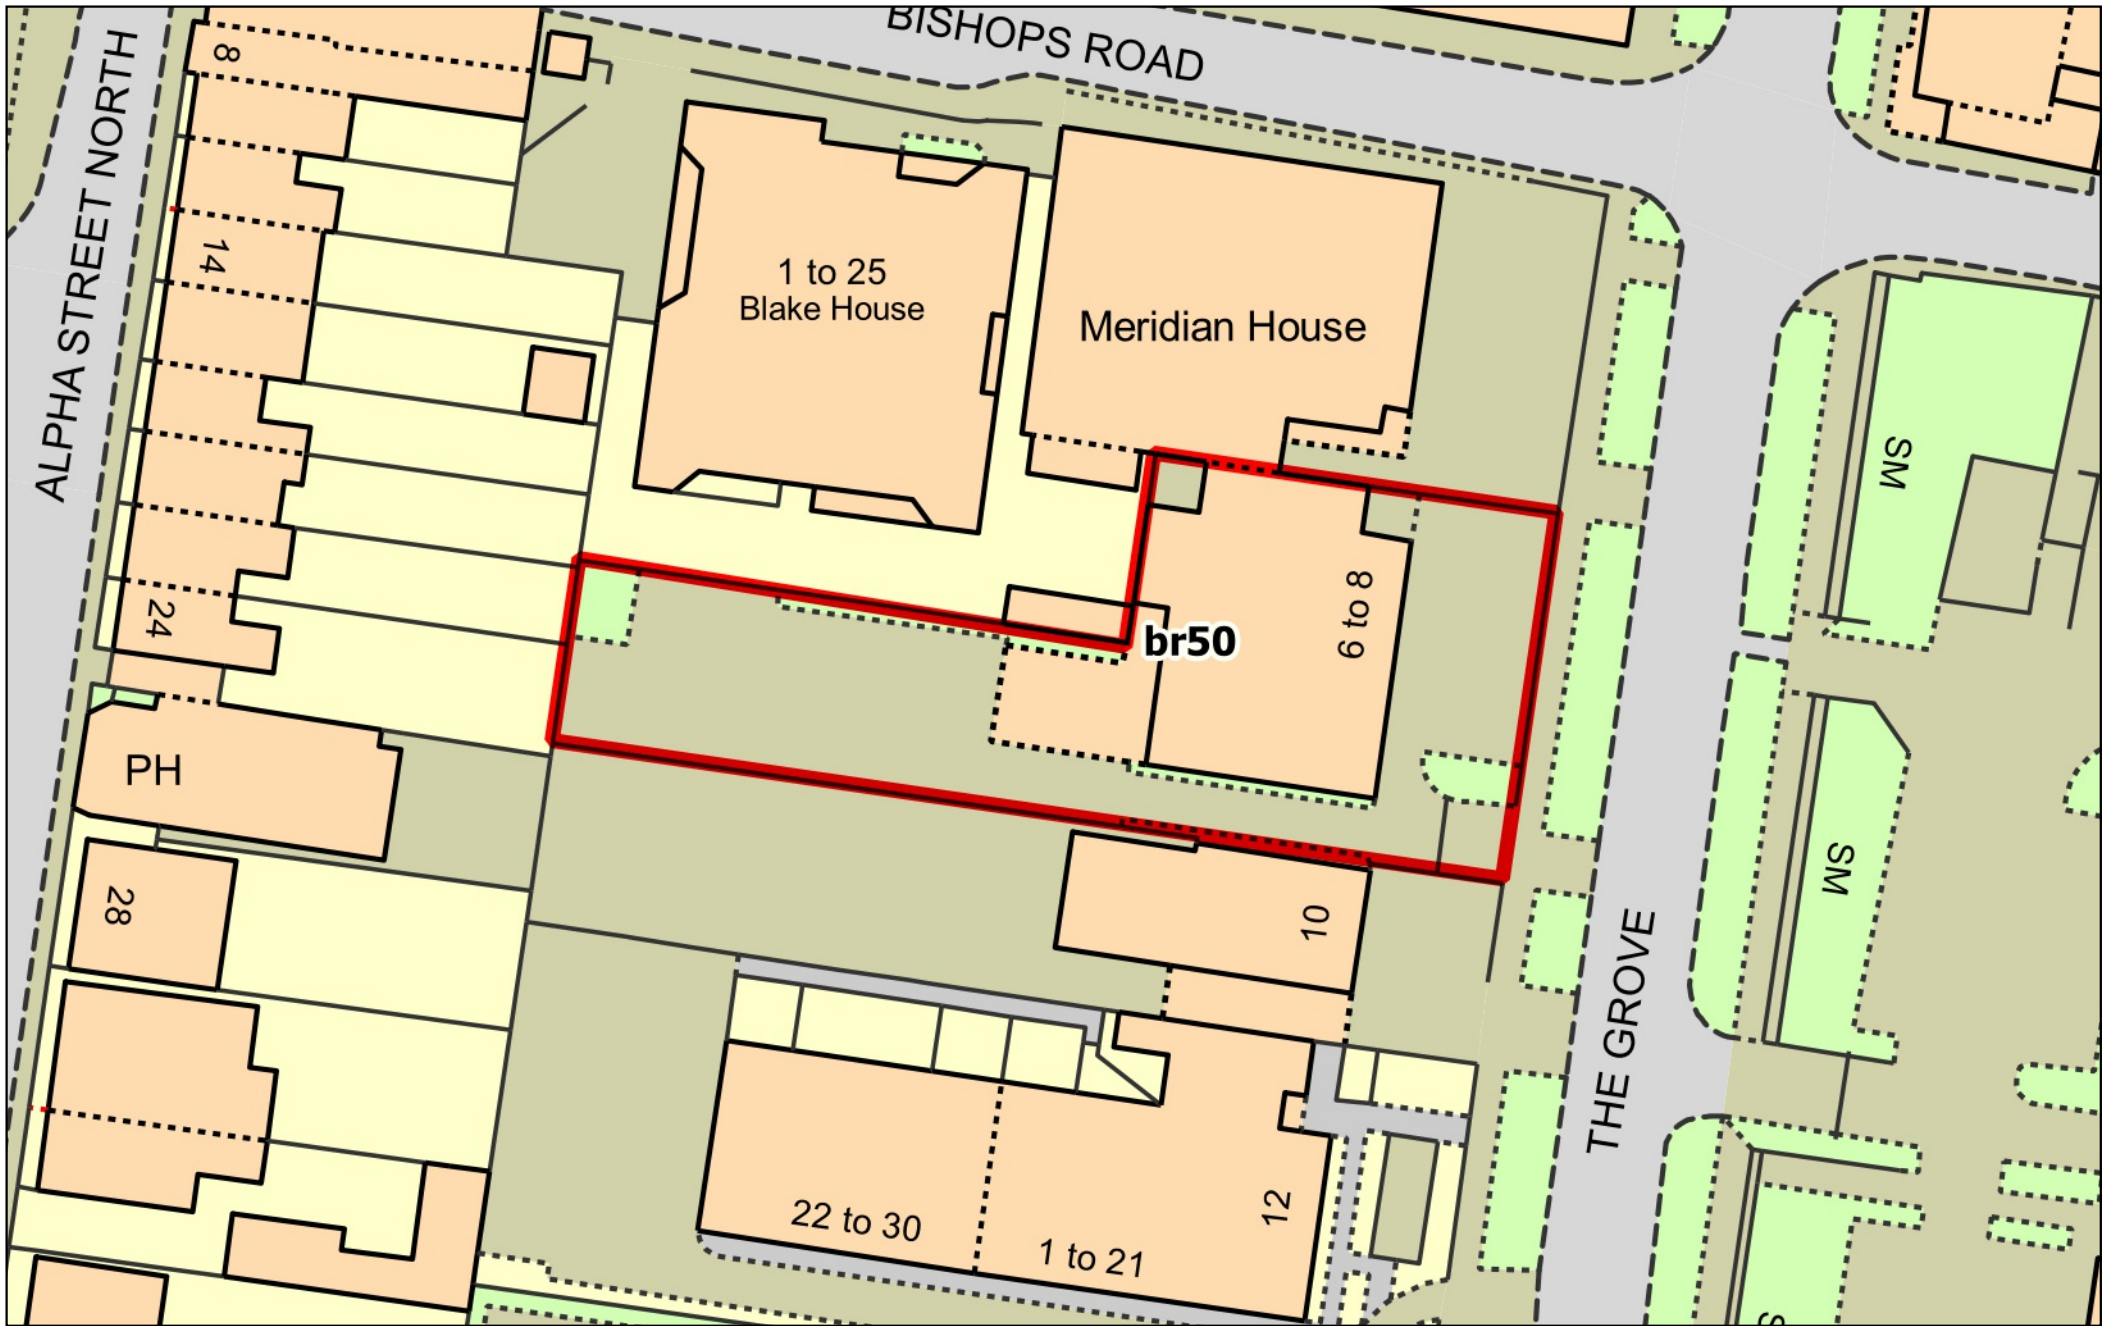 BISHOPS ROAD
ALPHA STREET NORTH
8
14
1 to 25
Blake House
Meridian House
SM
24
6 to 8
br50
PH
SM
28
10
THE GROVE
22 to 30
1 to 21
12